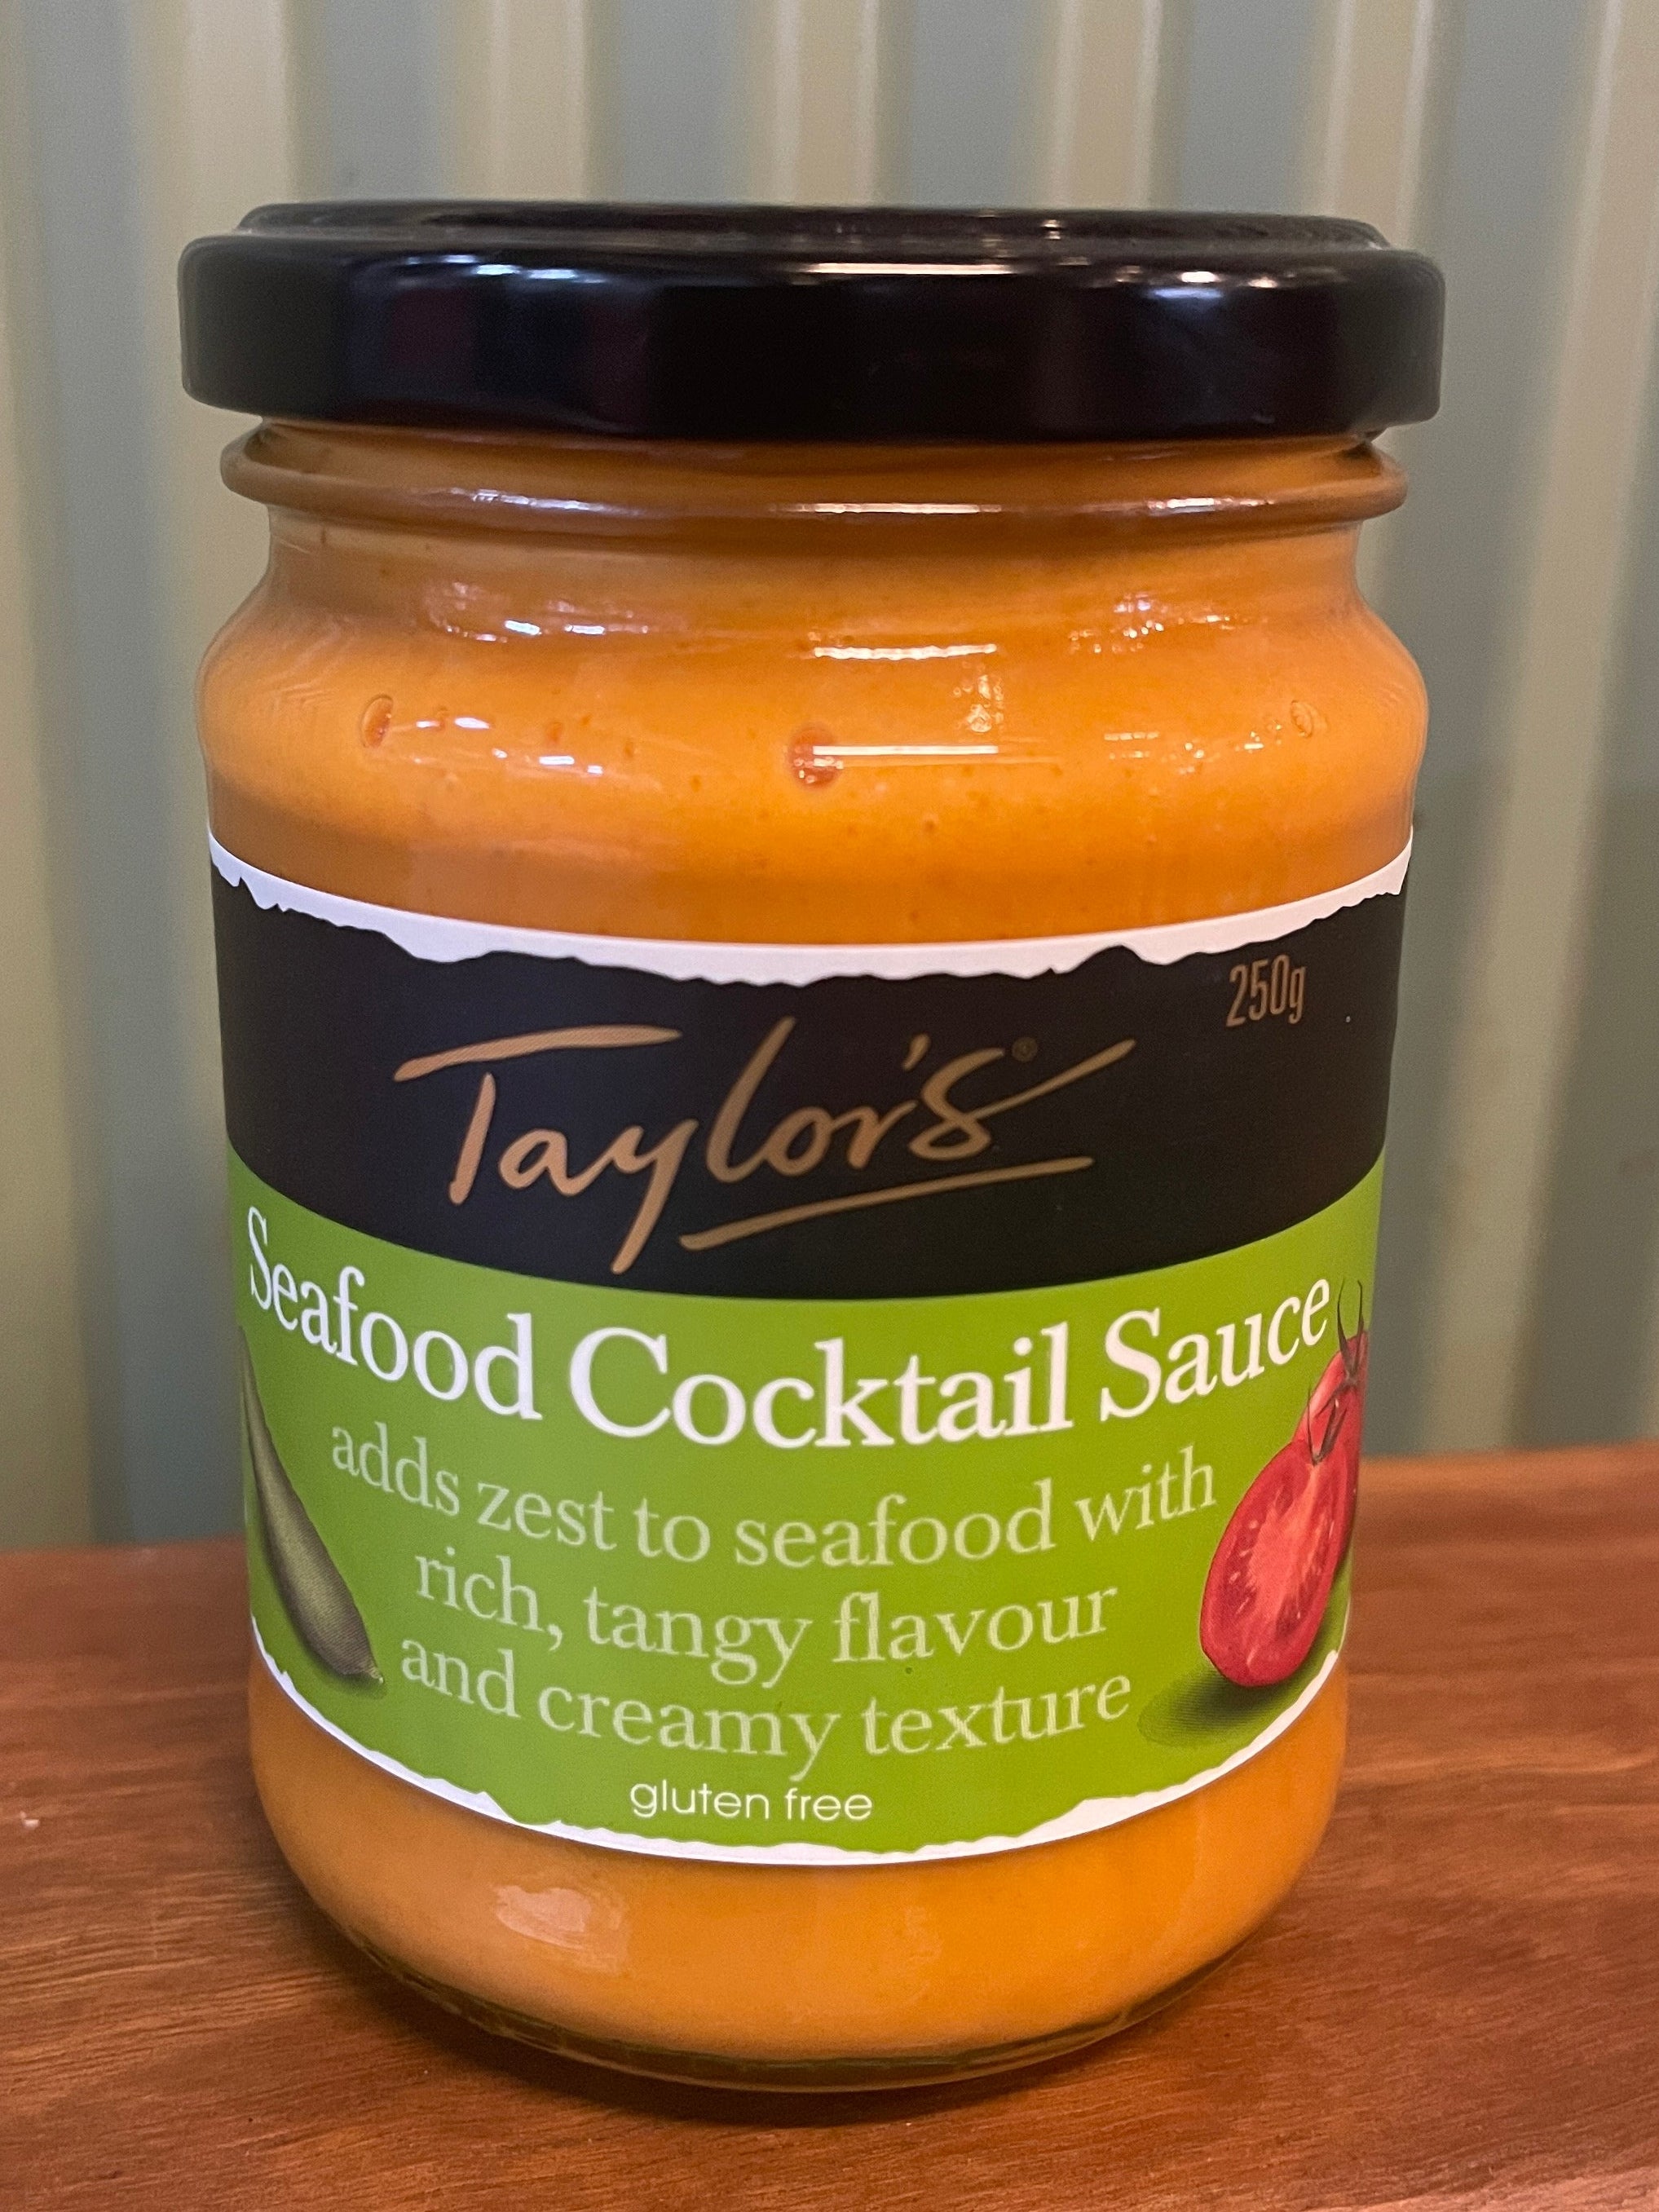 250g
Taylor's®
Seafood Cocktail Sauce
adds zest to seafood with
rich, tangy flavour
and creamy texture
gluten free